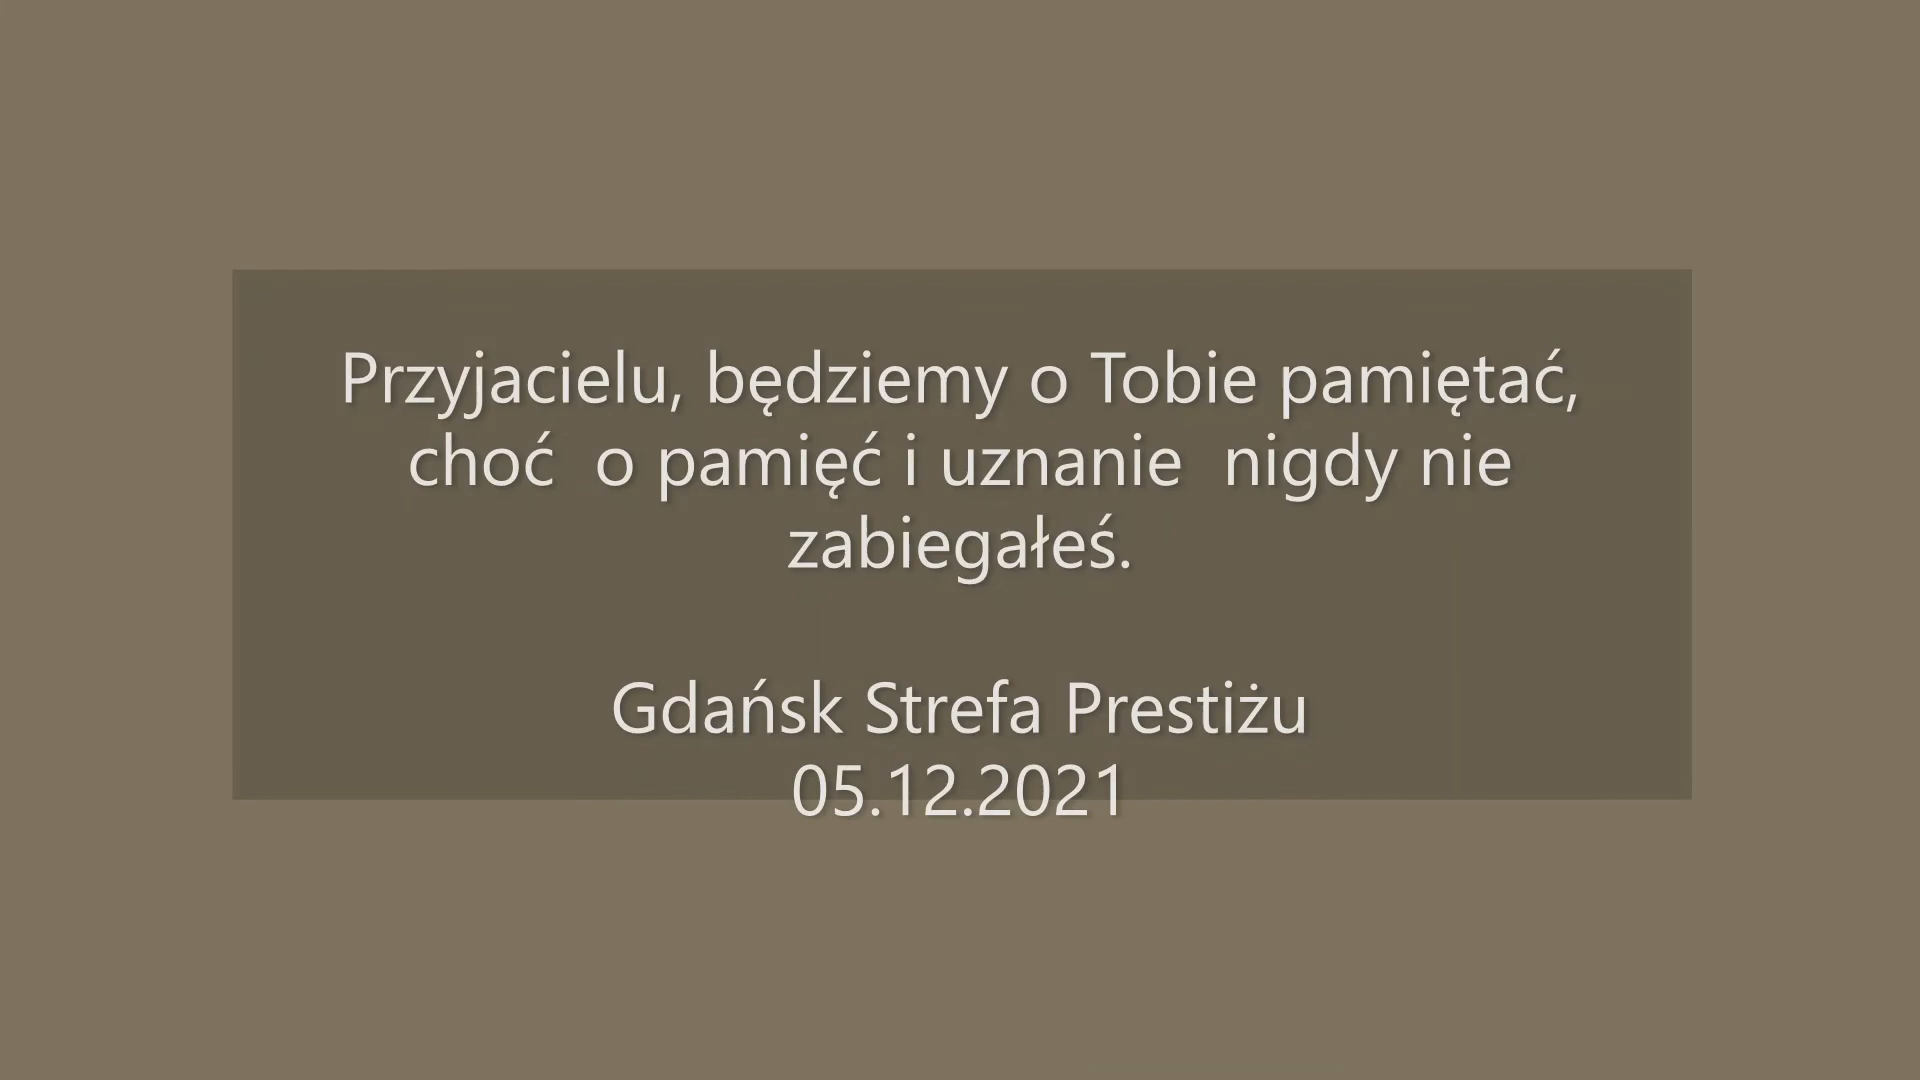 Przyjacielu, będziemy o Tobie pamiętać,
choć  o pamięć i uznanie  nigdy nie
zabiegałeś.
Gdańsk Strefa Prestiżu
05.12.2021